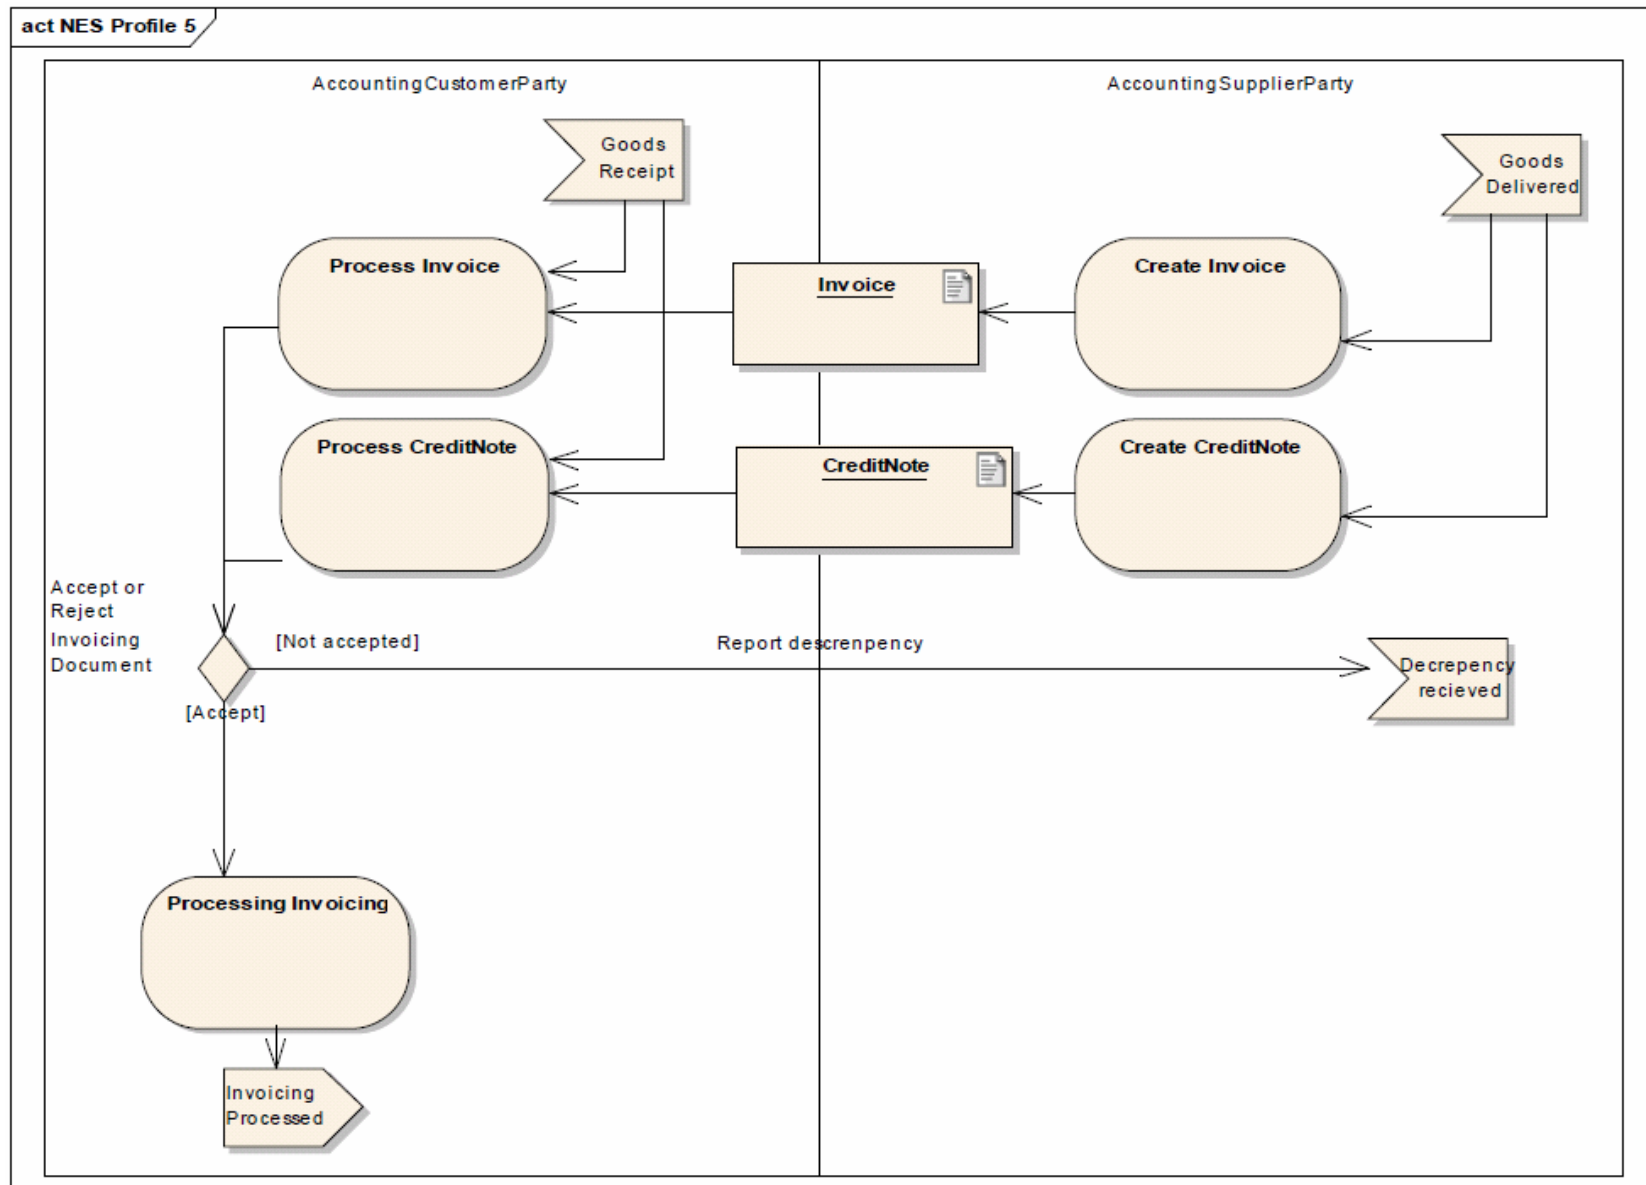 act NES Profile 5
AccountingCustomerParty
AccountingSupplierParty
Goods
Receipt
Goods
Delivered
Process Invoice
Invoice
Create Invoice
Process CreditNote
CreditNote
Create CreditNote
Accept or
Reject
Invoicing
Document
[Not accepted]
Report descrenpency
Decrepency
recieved
[Accept]
Processing Invoicing
Invoicing
Processed